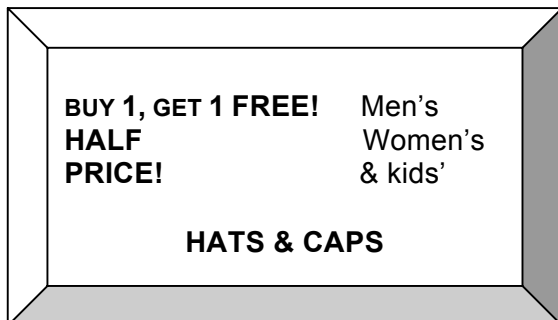 BUY 1, GET 1 FREE! Men’s
HALF Women’s
PRICE! & kids’
HATS & CAPS